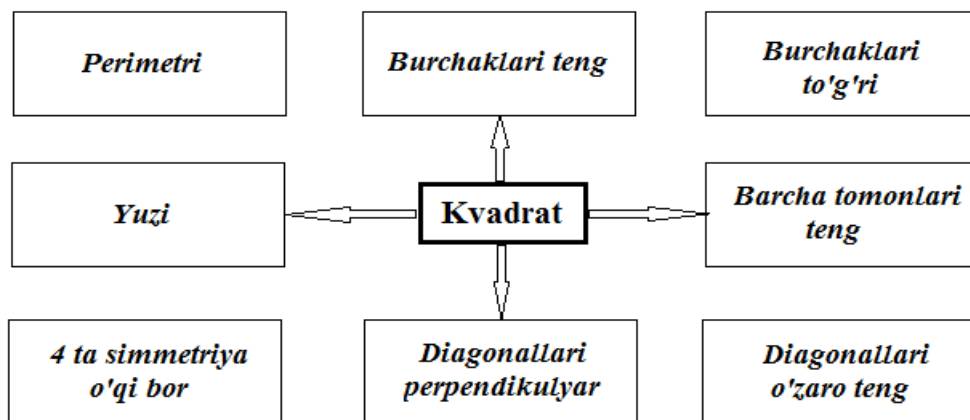 Perimetri
Burchaklari teng
Burchaklari
to'g'ri
Yuzi
Kvadrat
Barcha tomonlari
teng
4 ta simmetriya
o'qi bor
Diagonallari
perpendikulyar
Diagonallari
o'zaro teng